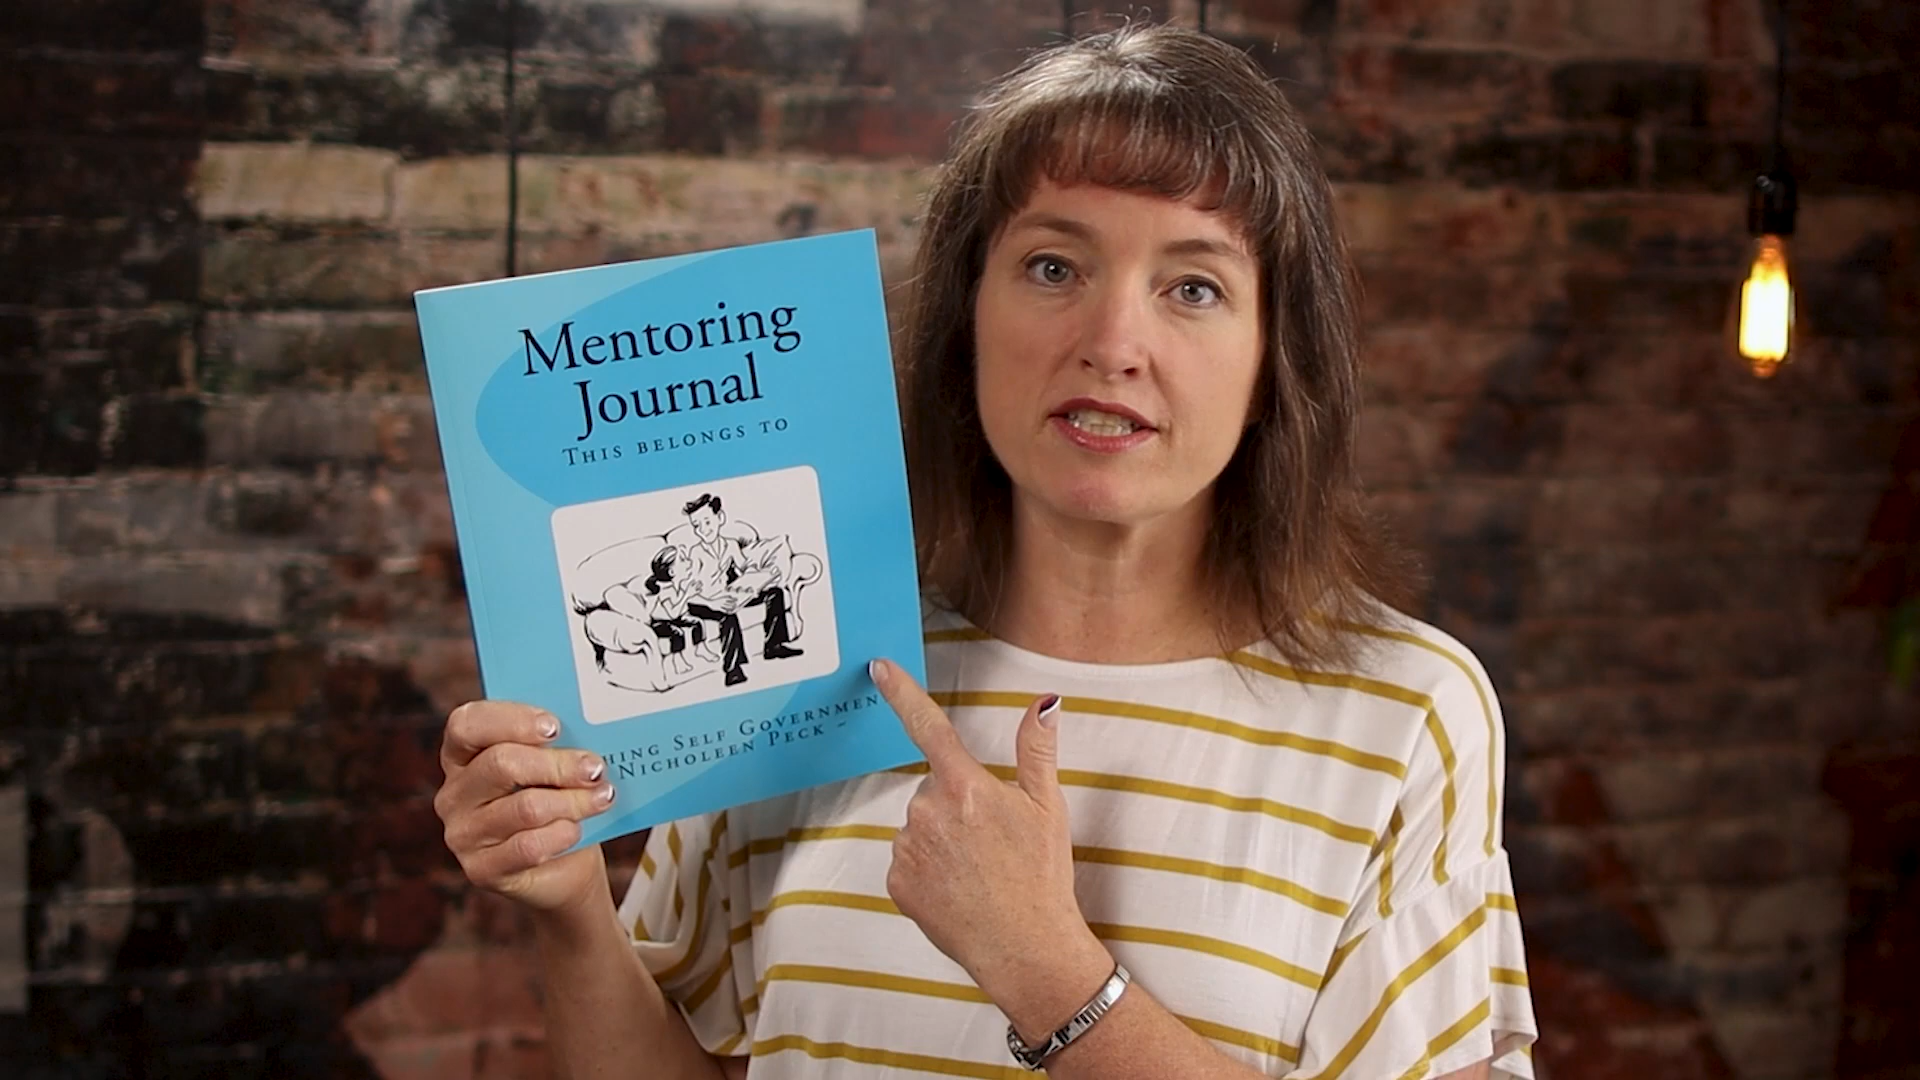 Mentoring
Journal
This belongs to
Self Governmen
Nicholeen Peck ~